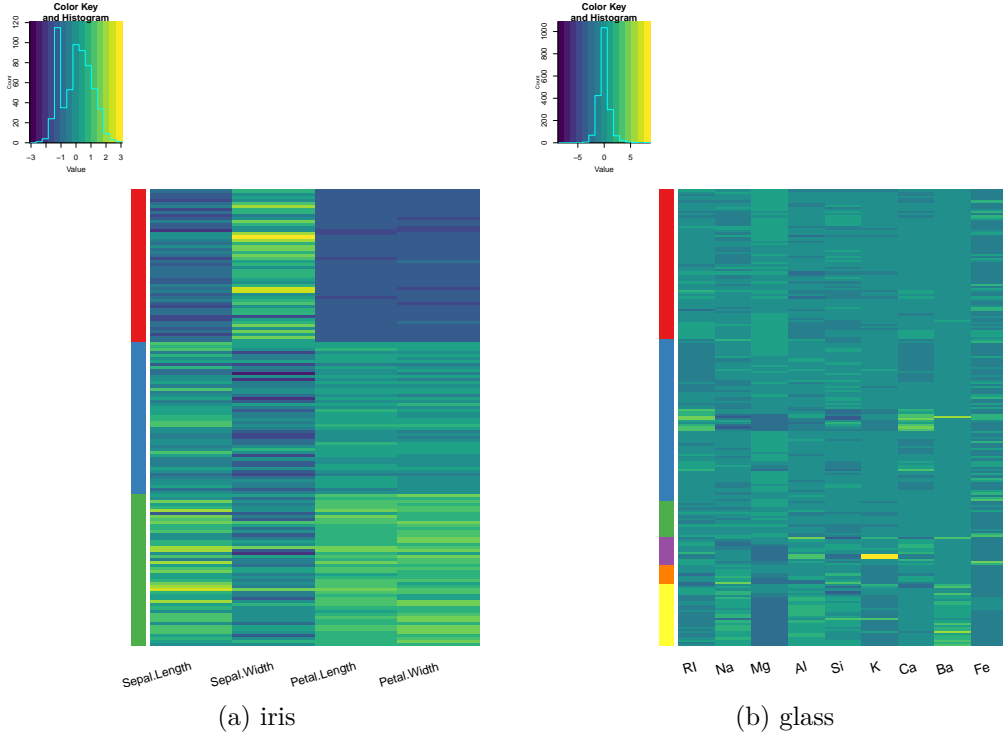 Color Key
and Histogram
Count
0 20 40 60 80 100 120
−3 −1 0 1 2 3
Value
Sepal.Length Sepal.Width Petal.Length Petal.Width
(a) iris
Color Key
and Histogram
Count
0 200 400 600 800 1000
−5 0 5
Value
RI Na Mg Al Si K Ca Ba Fe
(b) glass